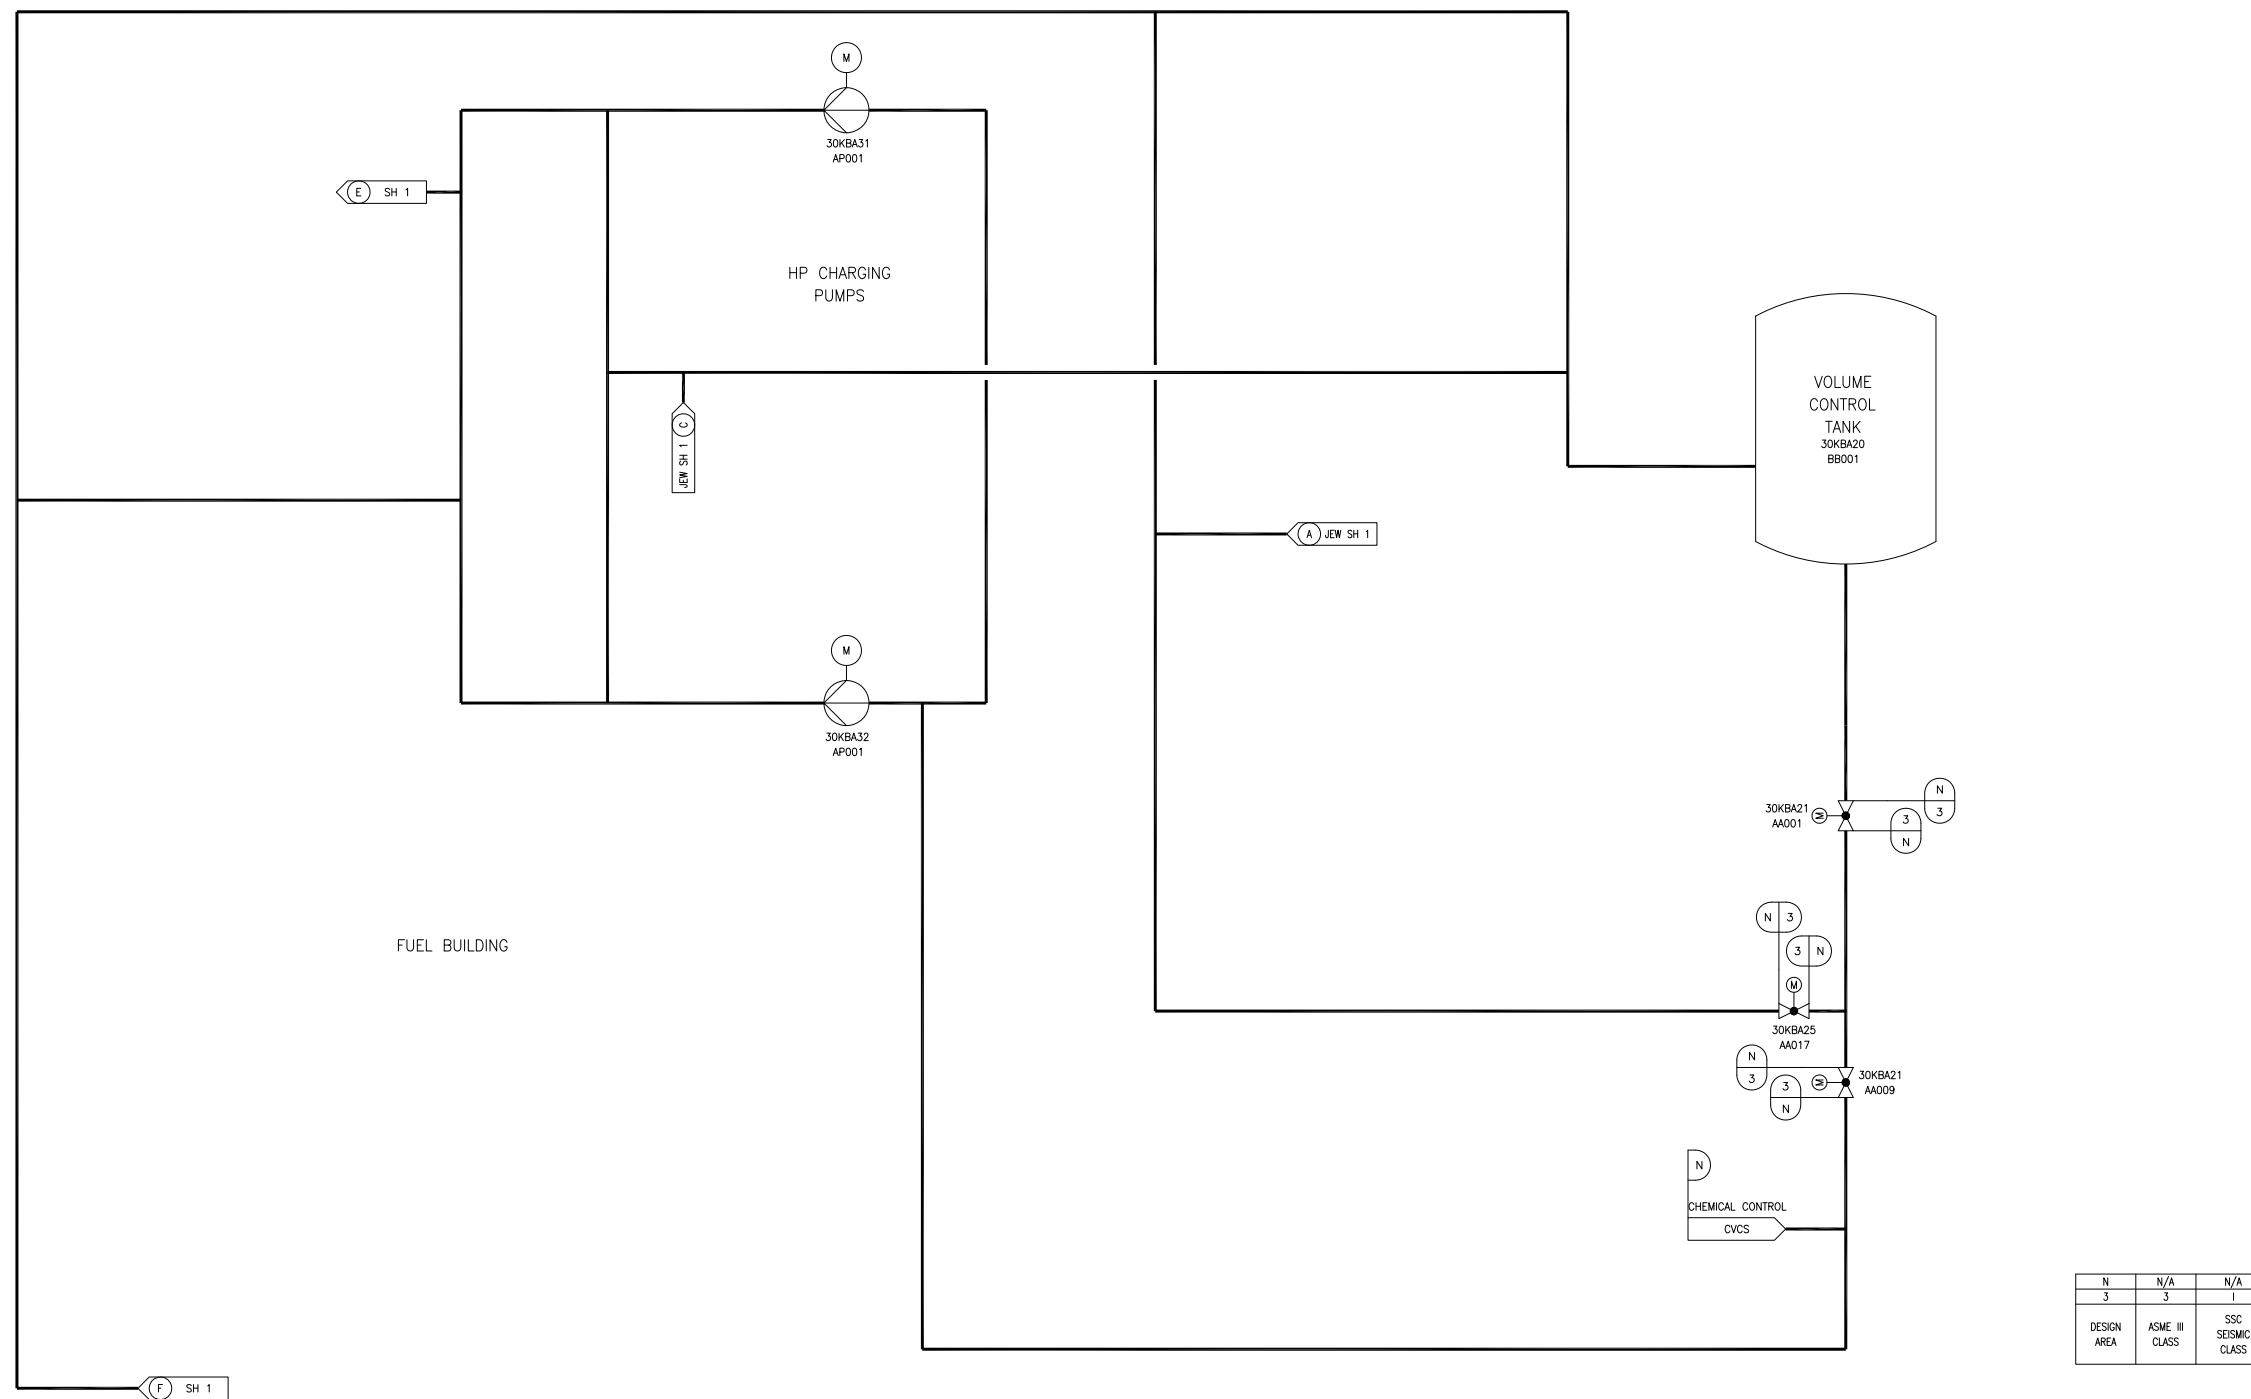 M
30KBA31
AP001
E SH 1
HP CHARGING
PUMPS
VOLUME
CONTROL
TANK
30KBA20
BB001
JEW SH 1 C
A JEW SH 1
M
30KBA32
AP001
N
3
30KBA21
AA001
M
3
N
N 3
3 N
FUEL BUILDING
M
30KBA25
AA017
N
3
3
N
M
30KBA21
AA009
N
CHEMICAL CONTROL
CVCS
N N/A N/A
3 3 I
DESIGN
AREA
ASME III
CLASS
SSC
SEISMIC
CLASS
F SH 1